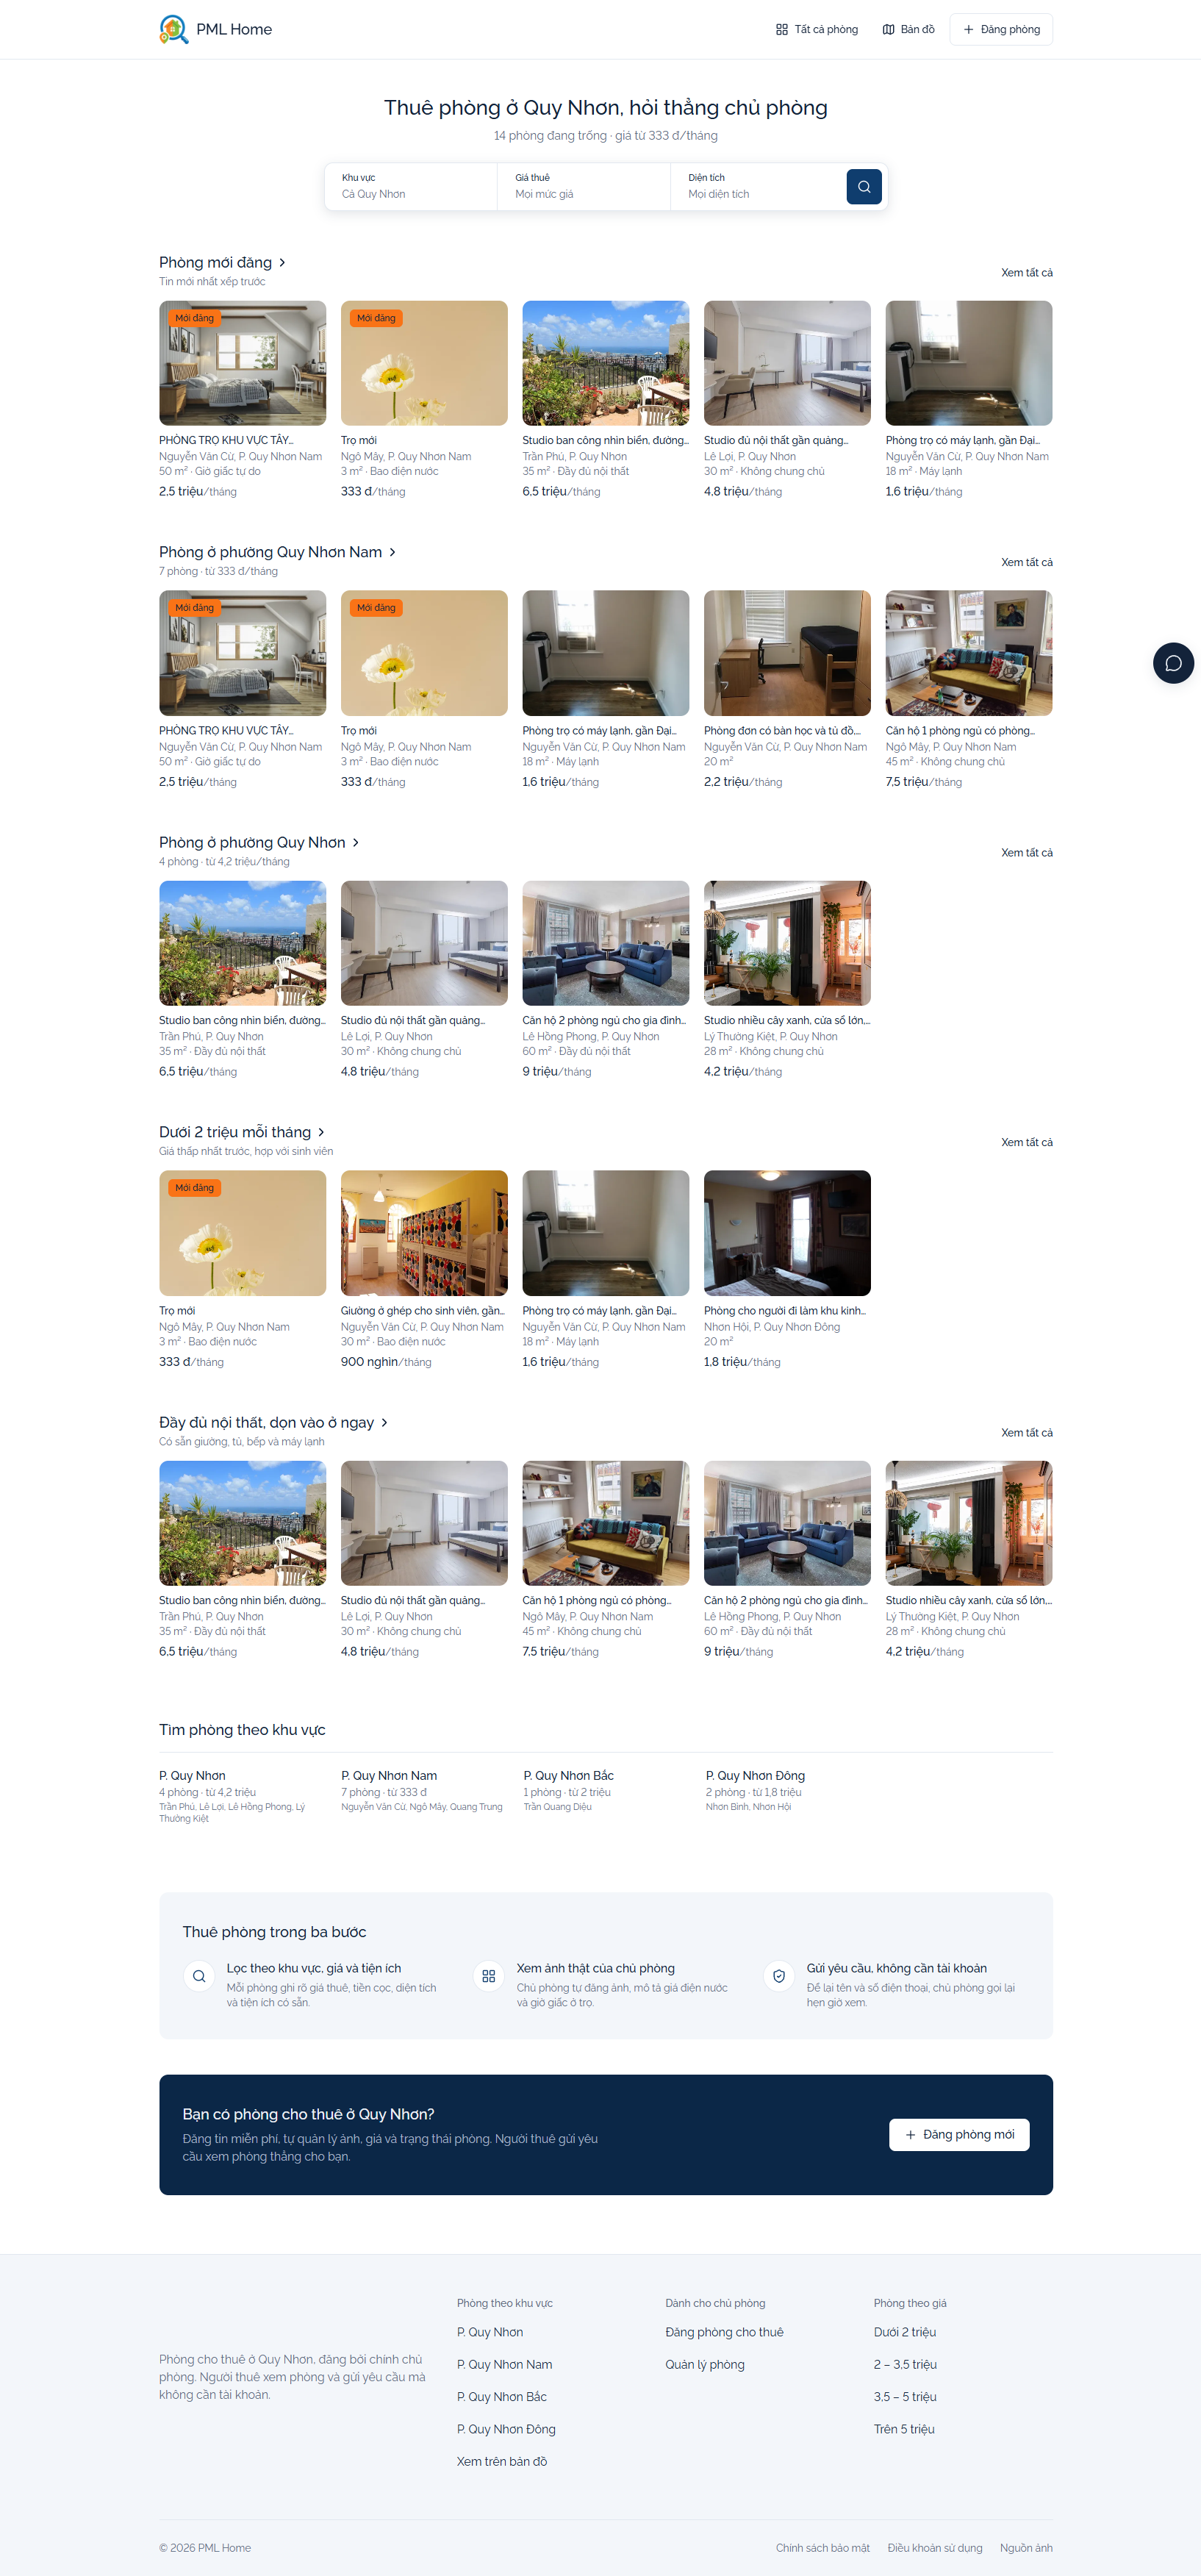 PML Home
Tất cả phòng
Bản đồ
Đăng phòng
Thuê phòng ở Quy Nhơn, hỏi thẳng chủ phòng
14 phòng đang trống · giá từ 333 đ/tháng
Khu vực
Cả Quy Nhơn
Giá thuê
Mọi mức giá
Diện tích
Mọi diện tích
Phòng mới đăng
Tin mới nhất xếp trước
Xem tất cả
Mới đăng
PHÒNG TRỌ KHU VỰC TÂY…
Nguyễn Văn Cừ, P. Quy Nhơn Nam
50 m² · Giờ giấc tự do
2,5 triệu/tháng
Mới đăng
Trọ mới
Ngô Mây, P. Quy Nhơn Nam
3 m² · Bao điện nước
333 đ/tháng
Studio ban công nhìn biển, đường…
Trần Phú, P. Quy Nhơn
35 m² · Đầy đủ nội thất
6,5 triệu/tháng
Studio đủ nội thất gần quảng…
Lê Lợi, P. Quy Nhơn
30 m² · Không chung chủ
4,8 triệu/tháng
Phòng trọ có máy lạnh, gần Đại…
Nguyễn Văn Cừ, P. Quy Nhơn Nam
18 m² · Máy lạnh
1,6 triệu/tháng
Phòng ở phường Quy Nhơn Nam
7 phòng · từ 333 đ/tháng
Xem tất cả
Mới đăng
PHÒNG TRỌ KHU VỰC TÂY…
Nguyễn Văn Cừ, P. Quy Nhơn Nam
50 m² · Giờ giấc tự do
2,5 triệu/tháng
Mới đăng
Trọ mới
Ngô Mây, P. Quy Nhơn Nam
3 m² · Bao điện nước
333 đ/tháng
Phòng trọ có máy lạnh, gần Đại…
Nguyễn Văn Cừ, P. Quy Nhơn Nam
18 m² · Máy lạnh
1,6 triệu/tháng
Phòng đơn có bàn học và tủ đồ,…
Nguyễn Văn Cừ, P. Quy Nhơn Nam
20 m²
2,2 triệu/tháng
Căn hộ 1 phòng ngủ có phòng…
Ngô Mây, P. Quy Nhơn Nam
45 m² · Không chung chủ
7,5 triệu/tháng
Phòng ở phường Quy Nhơn
4 phòng · từ 4,2 triệu/tháng
Xem tất cả
Studio ban công nhìn biển, đường…
Trần Phú, P. Quy Nhơn
35 m² · Đầy đủ nội thất
6,5 triệu/tháng
Studio đủ nội thất gần quảng…
Lê Lợi, P. Quy Nhơn
30 m² · Không chung chủ
4,8 triệu/tháng
Căn hộ 2 phòng ngủ cho gia đình…
Lê Hồng Phong, P. Quy Nhơn
60 m² · Đầy đủ nội thất
9 triệu/tháng
Studio nhiều cây xanh, cửa sổ lớn,…
Lý Thường Kiệt, P. Quy Nhơn
28 m² · Không chung chủ
4,2 triệu/tháng
Dưới 2 triệu mỗi tháng
Giá thấp nhất trước, hợp với sinh viên
Xem tất cả
Mới đăng
Trọ mới
Ngô Mây, P. Quy Nhơn Nam
3 m² · Bao điện nước
333 đ/tháng
Giường ở ghép cho sinh viên, gần…
Nguyễn Văn Cừ, P. Quy Nhơn Nam
30 m² · Bao điện nước
900 nghìn/tháng
Phòng trọ có máy lạnh, gần Đại…
Nguyễn Văn Cừ, P. Quy Nhơn Nam
18 m² · Máy lạnh
1,6 triệu/tháng
Phòng cho người đi làm khu kinh…
Nhơn Hội, P. Quy Nhơn Đông
20 m²
1,8 triệu/tháng
Đầy đủ nội thất, dọn vào ở ngay
Có sẵn giường, tủ, bếp và máy lạnh
Xem tất cả
Studio ban công nhìn biển, đường…
Trần Phú, P. Quy Nhơn
35 m² · Đầy đủ nội thất
6,5 triệu/tháng
Studio đủ nội thất gần quảng…
Lê Lợi, P. Quy Nhơn
30 m² · Không chung chủ
4,8 triệu/tháng
Căn hộ 1 phòng ngủ có phòng…
Ngô Mây, P. Quy Nhơn Nam
45 m² · Không chung chủ
7,5 triệu/tháng
Căn hộ 2 phòng ngủ cho gia đình…
Lê Hồng Phong, P. Quy Nhơn
60 m² · Đầy đủ nội thất
9 triệu/tháng
Studio nhiều cây xanh, cửa sổ lớn,…
Lý Thường Kiệt, P. Quy Nhơn
28 m² · Không chung chủ
4,2 triệu/tháng
Tìm phòng theo khu vực
P. Quy Nhơn
4 phòng · từ 4,2 triệu
Trần Phú, Lê Lợi, Lê Hồng Phong, Lý
Thường Kiệt
P. Quy Nhơn Nam
7 phòng · từ 333 đ
Nguyễn Văn Cừ, Ngô Mây, Quang Trung
P. Quy Nhơn Bắc
1 phòng · từ 2 triệu
Trần Quang Diệu
P. Quy Nhơn Đông
2 phòng · từ 1,8 triệu
Nhơn Bình, Nhơn Hội
Thuê phòng trong ba bước
Lọc theo khu vực, giá và tiện ích
Mỗi phòng ghi rõ giá thuê, tiền cọc, diện tích
và tiện ích có sẵn.
Xem ảnh thật của chủ phòng
Chủ phòng tự đăng ảnh, mô tả giá điện nước
và giờ giấc ở trọ.
Gửi yêu cầu, không cần tài khoản
Để lại tên và số điện thoại, chủ phòng gọi lại
hẹn giờ xem.
Bạn có phòng cho thuê ở Quy Nhơn?
Đăng tin miễn phí, tự quản lý ảnh, giá và trạng thái phòng. Người thuê gửi yêu
cầu xem phòng thẳng cho bạn.
Đăng phòng mới
Phòng cho thuê ở Quy Nhơn, đăng bởi chính chủ
phòng. Người thuê xem phòng và gửi yêu cầu mà
không cần tài khoản.
Phòng theo khu vực
P. Quy Nhơn
P. Quy Nhơn Nam
P. Quy Nhơn Bắc
P. Quy Nhơn Đông
Xem trên bản đồ
Dành cho chủ phòng
Đăng phòng cho thuê
Quản lý phòng
Phòng theo giá
Dưới 2 triệu
2 – 3,5 triệu
3,5 – 5 triệu
Trên 5 triệu
© 2026 PML Home
Chính sách bảo mật
Điều khoản sử dụng
Nguồn ảnh